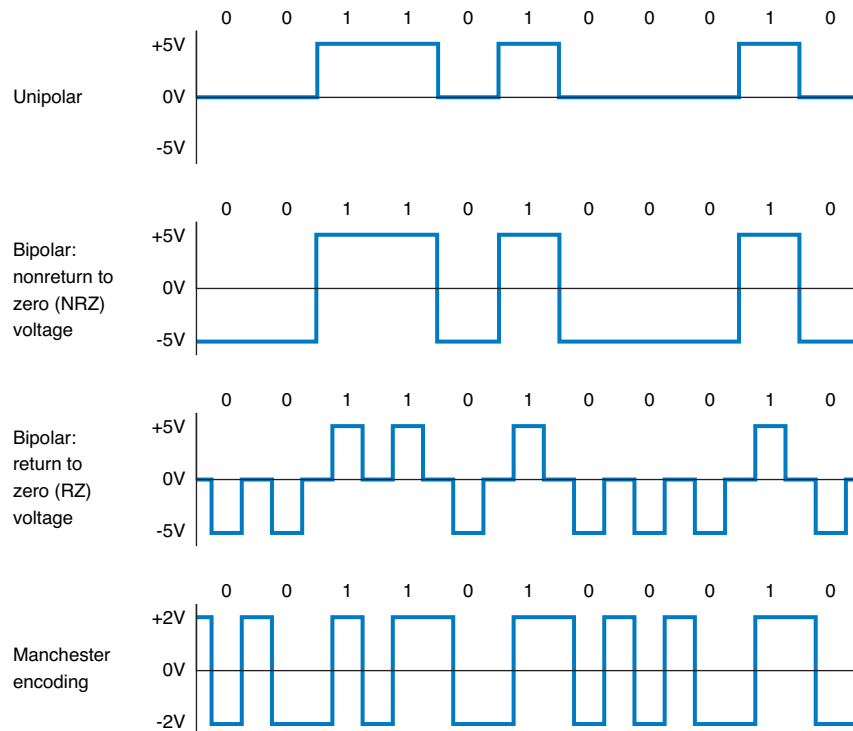 0 0 1 1 0 1 0 0 0 1 0
+5V
Unipolar 0V
-5V
0 0 1 1 0 1 0 0 0 1 0
+5V
Bipolar:
nonreturn to 0V
zero (NRZ)
voltage -5V
0 0 1 1 0 1 0 0 0 1 0
+5V
Bipolar:
return to 0V
zero (RZ)
voltage -5V
0 0 1 1 0 1 0 0 0 1 0
+2V
Manchester 0V
encoding
-2V